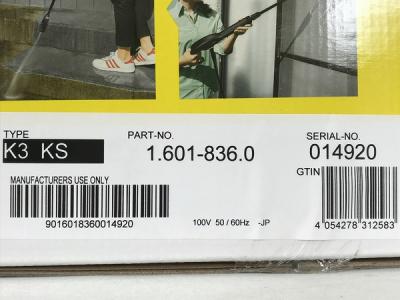 TYPE PART-NO. SERIAL-NO.
K3 KS 1.601-836.0 014920
MANUFACTURERS USE ONLY GTIN
9016018360014920 100V 50 / 60Hz -JP 4 054278 312583